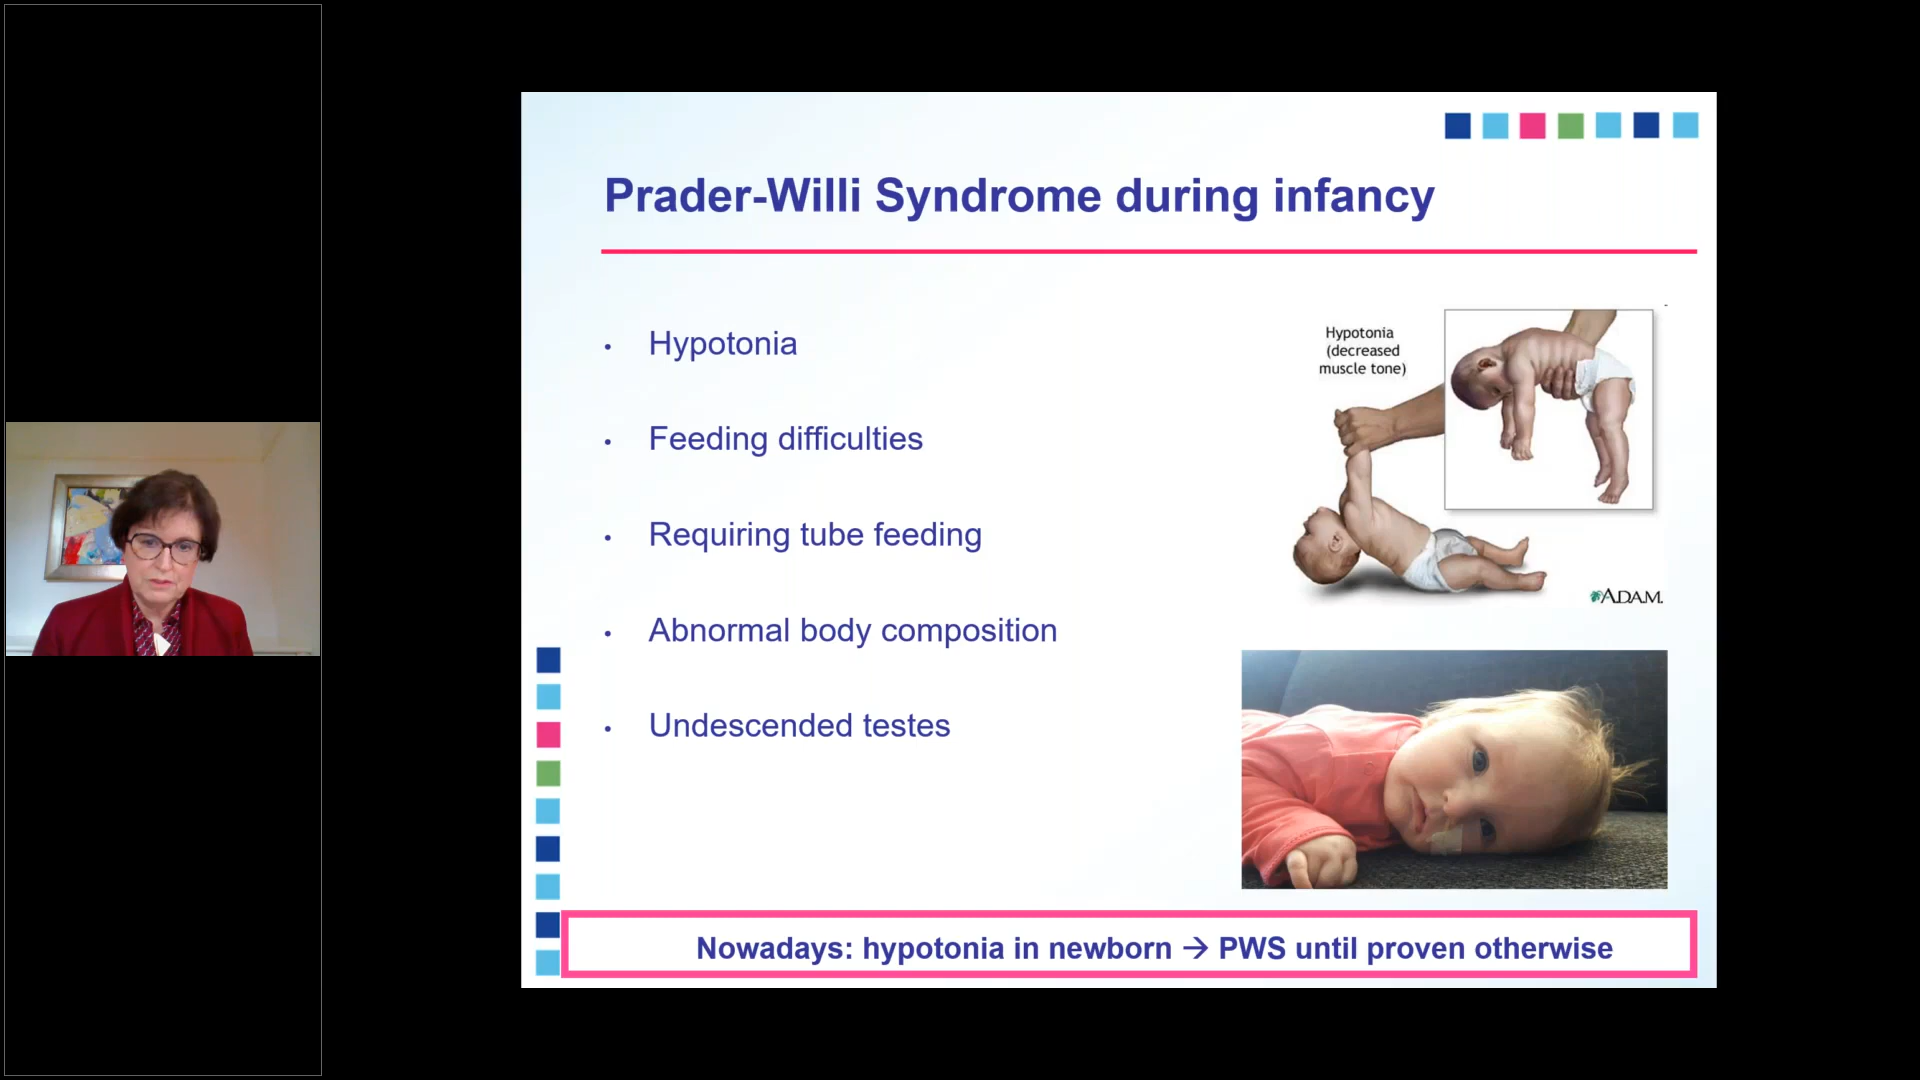 Prader-Willi Syndrome during infancy
• Hypotonia
• Feeding difficulties
• Requiring tube feeding
• Abnormal body composition
• Undescended testes
Hypotonia
(decreased
muscle tone)
ADAM.
Nowadays: hypotonia in newborn → PWS until proven otherwise